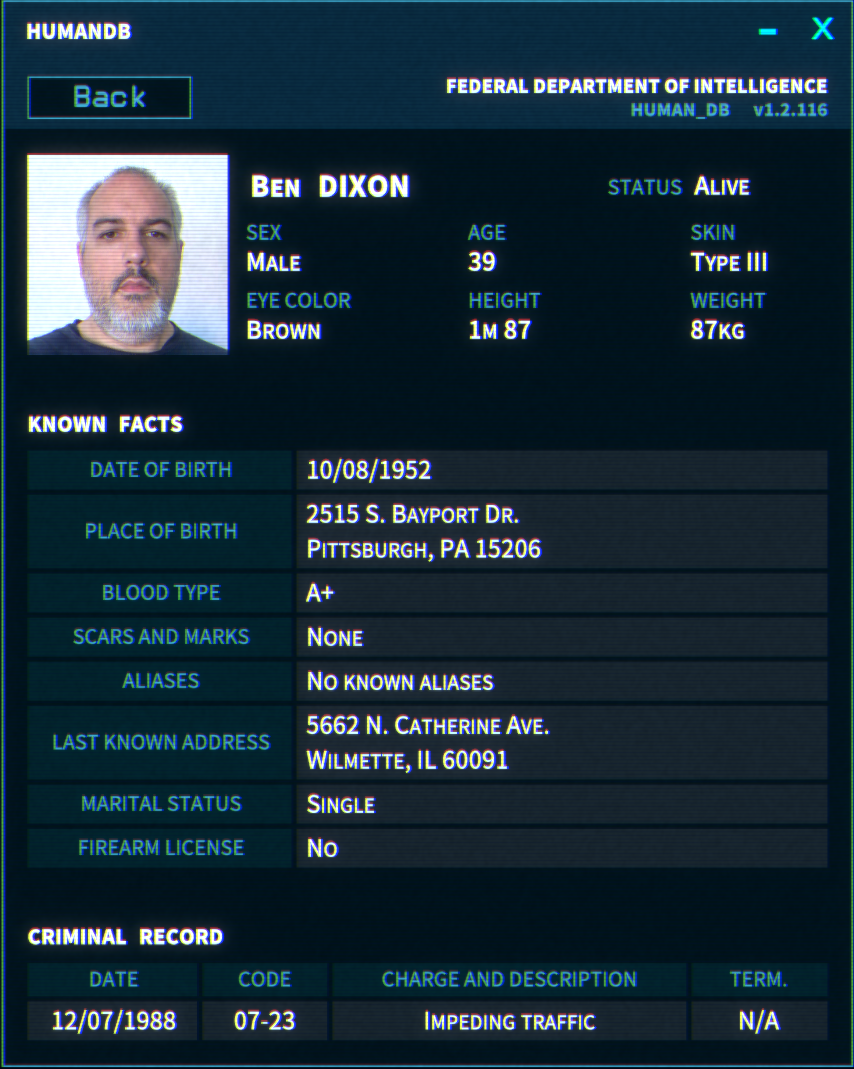 HUMANDB
– X
Back
FEDERAL DEPARTMENT OF INTELLIGENCE
HUMAN_DB v1.2.116
Ben DIXON
STATUS Alive
SEX AGE SKIN
Male 39 Type III
EYE COLOR HEIGHT WEIGHT
Brown 1m 87 87kg
KNOWN FACTS
DATE OF BIRTH 10/08/1952
PLACE OF BIRTH 2515 S. Bayport Dr.
Pittsburgh, PA 15206
BLOOD TYPE A+
SCARS AND MARKS None
ALIASES No known aliases
LAST KNOWN ADDRESS 5662 N. Catherine Ave.
Wilmette, IL 60091
MARITAL STATUS Single
FIREARM LICENSE No
CRIMINAL RECORD
DATE CODE CHARGE AND DESCRIPTION TERM.
12/07/1988 07-23 Impeding traffic N/A